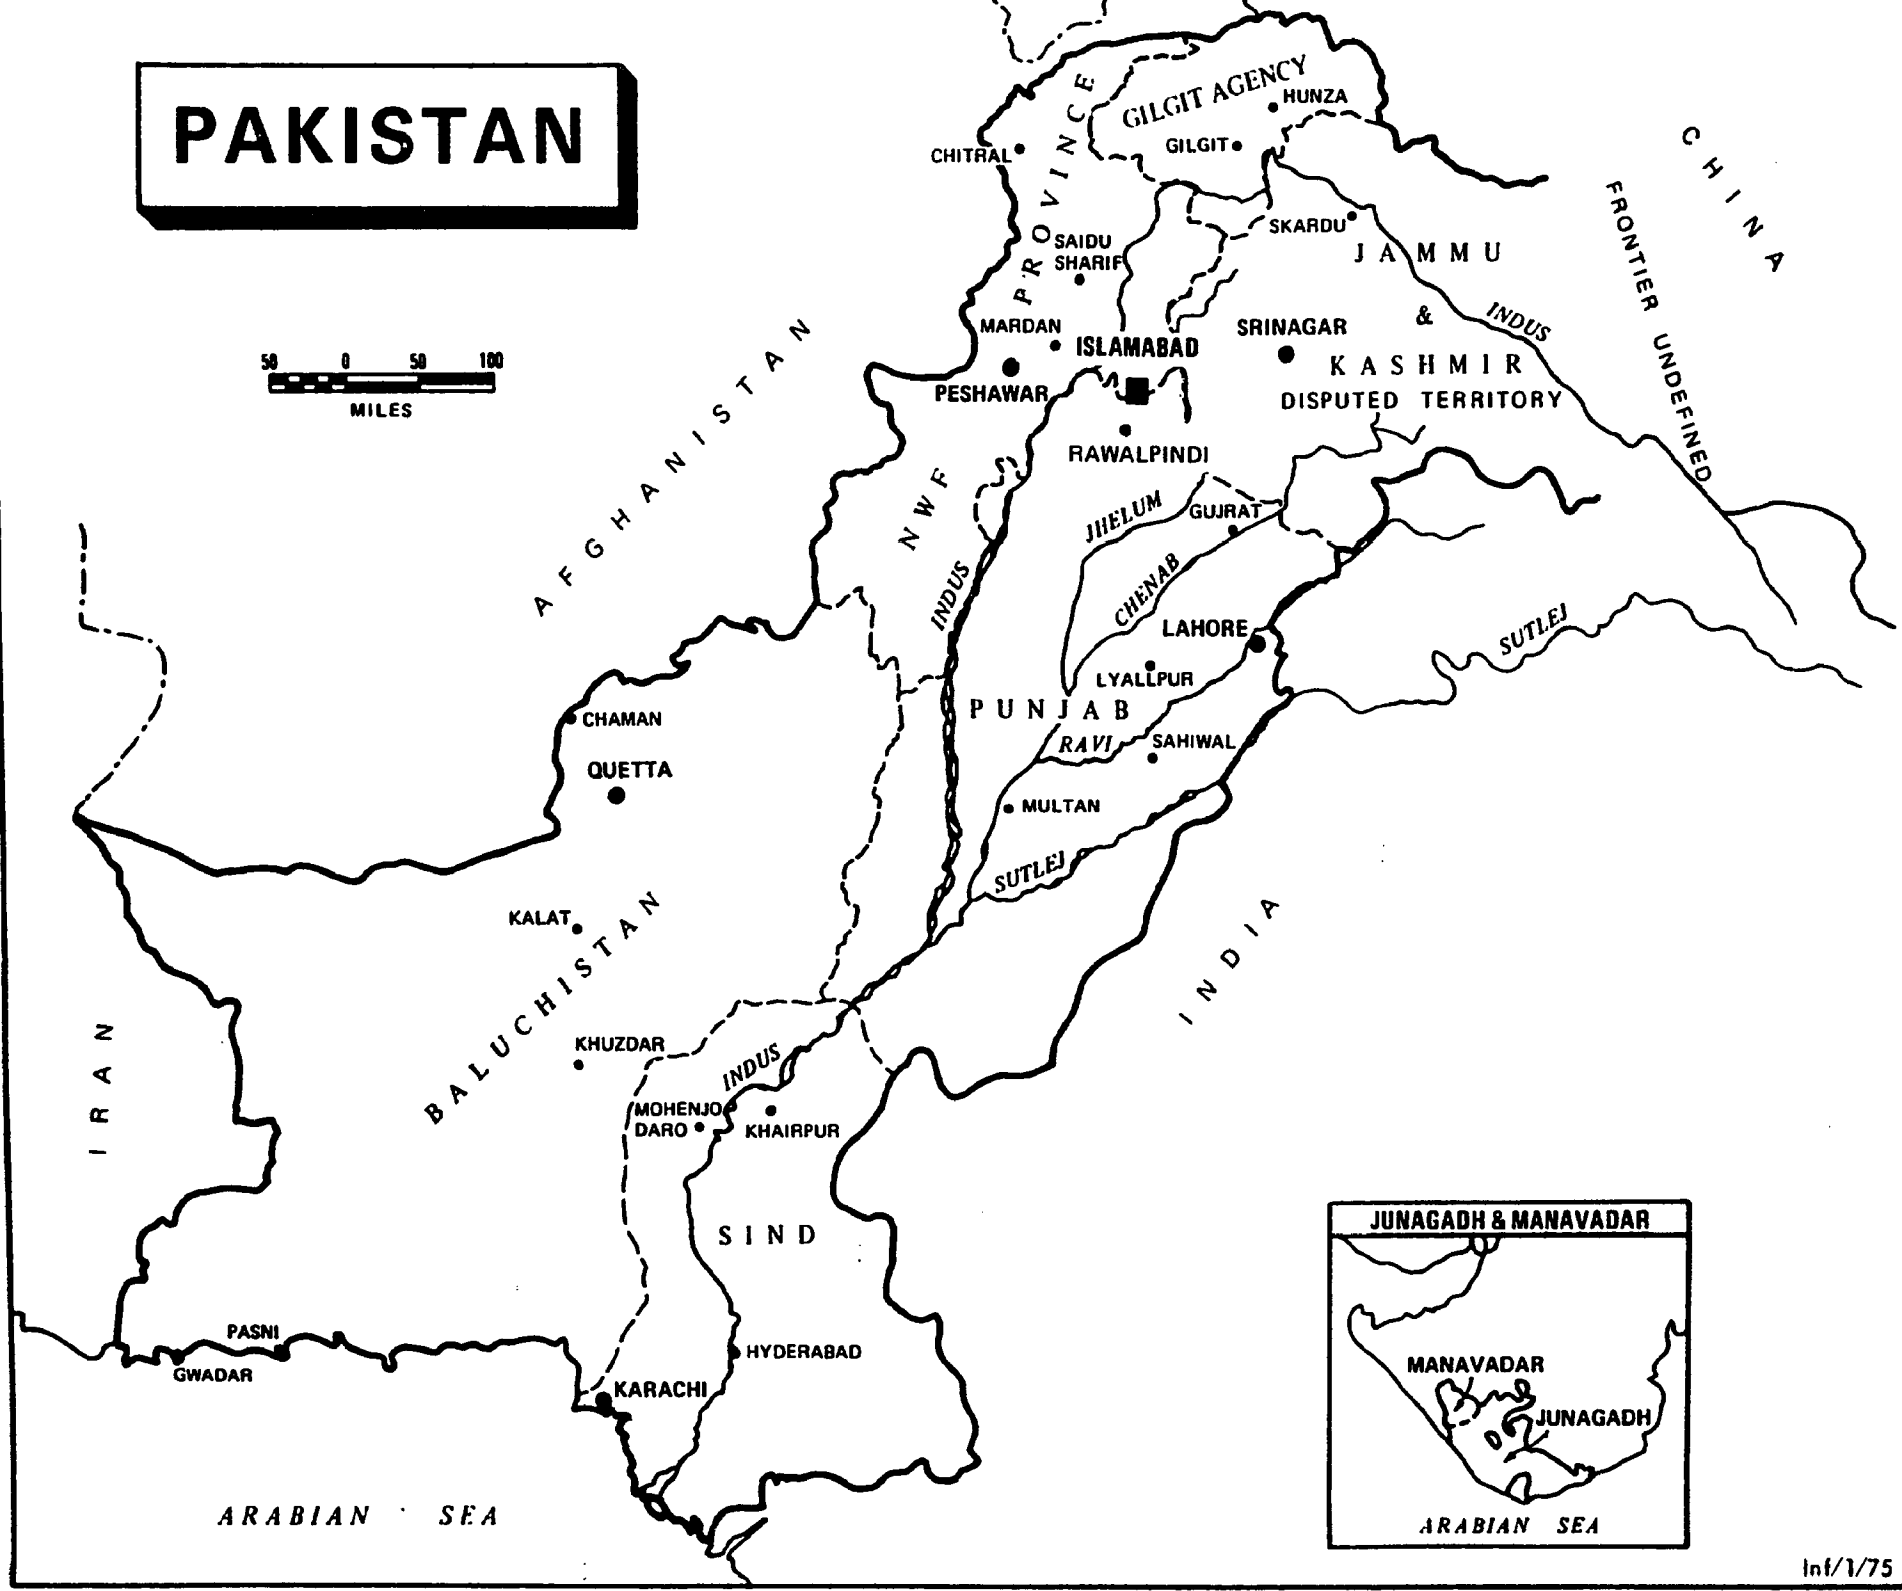 PAKISTAN
50 0 50 100
MILES
CHINA
FRONTIER UNDEFINED
GILGIT AGENCY
HUNZA
GILGIT
CHITRAL
NWF PROVINCE
SAIDU
SHARIF
SKARDU
JAMMU
&
KASHMIR
DISPUTED TERRITORY
INDUS
SRINAGAR
MARDAN
ISLAMABAD
PESHAWAR
RAWALPINDI
AFGHANISTAN
JHELUM
GUJRAT
CHENAB
INDUS
LAHORE
SUTLEJ
LYALLPUR
PUNJAB
RAVI
SAHIWAL
CHAMAN
QUETTA
MULTAN
SUTLEJ
KALAT
BALUCHISTAN
INDIA
IRAN
KHUZDAR
INDUS
MOHENJO
DARO
KHAIRPUR
SIND
PASNI
GWADAR
HYDERABAD
KARACHI
ARABIAN SEA
JUNAGADH & MANAVADAR
MANAVADAR
JUNAGADH
ARABIAN SEA
Inf/1/75